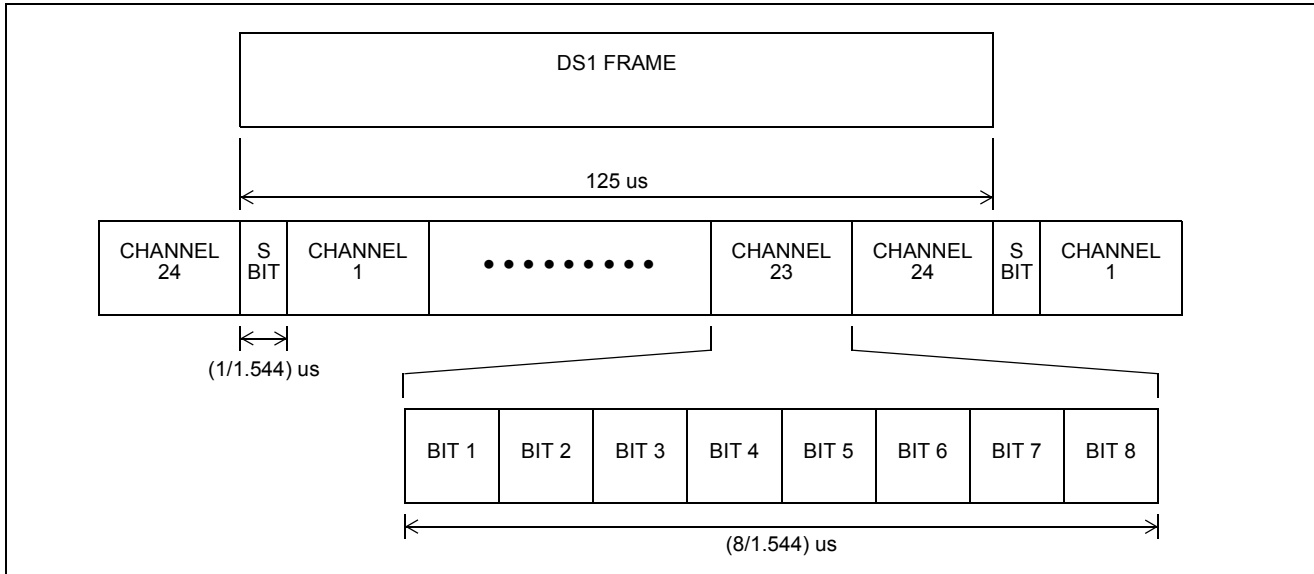 DS1 FRAME
125 us
CHANNEL
24
S
BIT
CHANNEL
1
CHANNEL
23
CHANNEL
24
S
BIT
CHANNEL
1
(1/1.544) us
BIT 1
BIT 2
BIT 3
BIT 4
BIT 5
BIT 6
BIT 7
BIT 8
(8/1.544) us